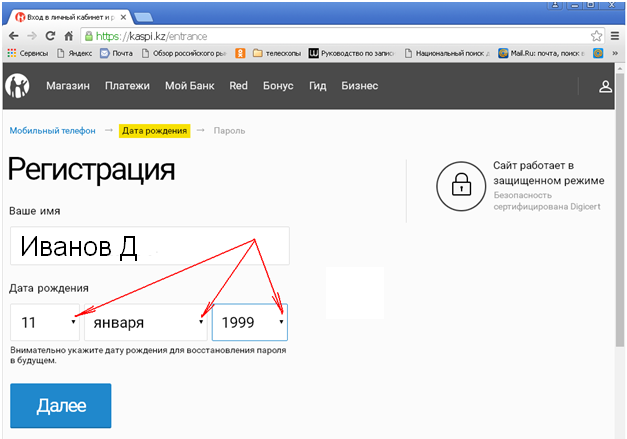 Вход в личный кабинет и р
https://kaspi.kz/entrance
Сервисы Яндекс Почта Обзор российского ры телескопы Руководство по запис Национальный поиск Mail.Ru: почта, поиск в
Магазин Платежи Мой Банк Red Бонус Гид Бизнес
Мобильный телефон → Дата рождения → Пароль
Регистрация
Ваше имя
Иванов Д
Дата рождения
11 января 1999
Внимательно укажите дату рождения для восстановления пароля
в будущем.
Далее
Сайт работает в
защищенном режиме
Безопасность
сертифицирована Digicert